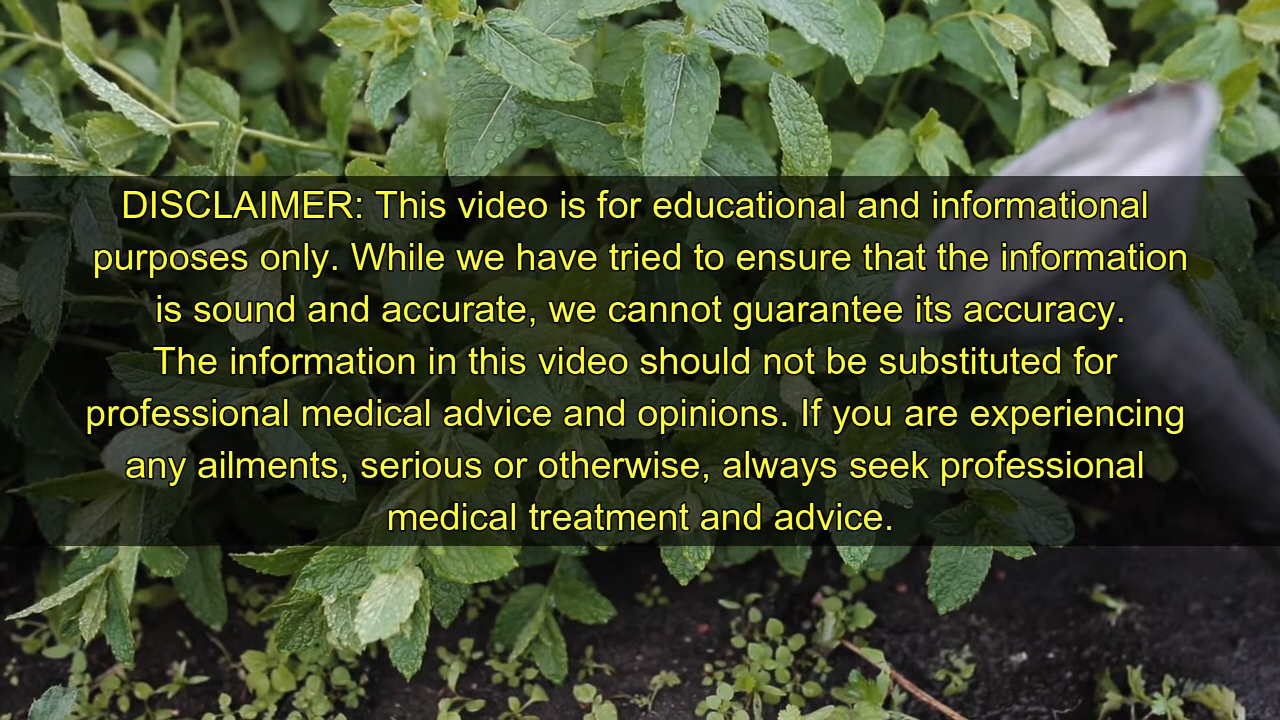 DISCLAIMER: This video is for educational and informational
purposes only. While we have tried to ensure that the information
is sound and accurate, we cannot guarantee its accuracy.
The information in this video should not be substituted for
professional medical advice and opinions. If you are experiencing
any ailments, serious or otherwise, always seek professional
medical treatment and advice.